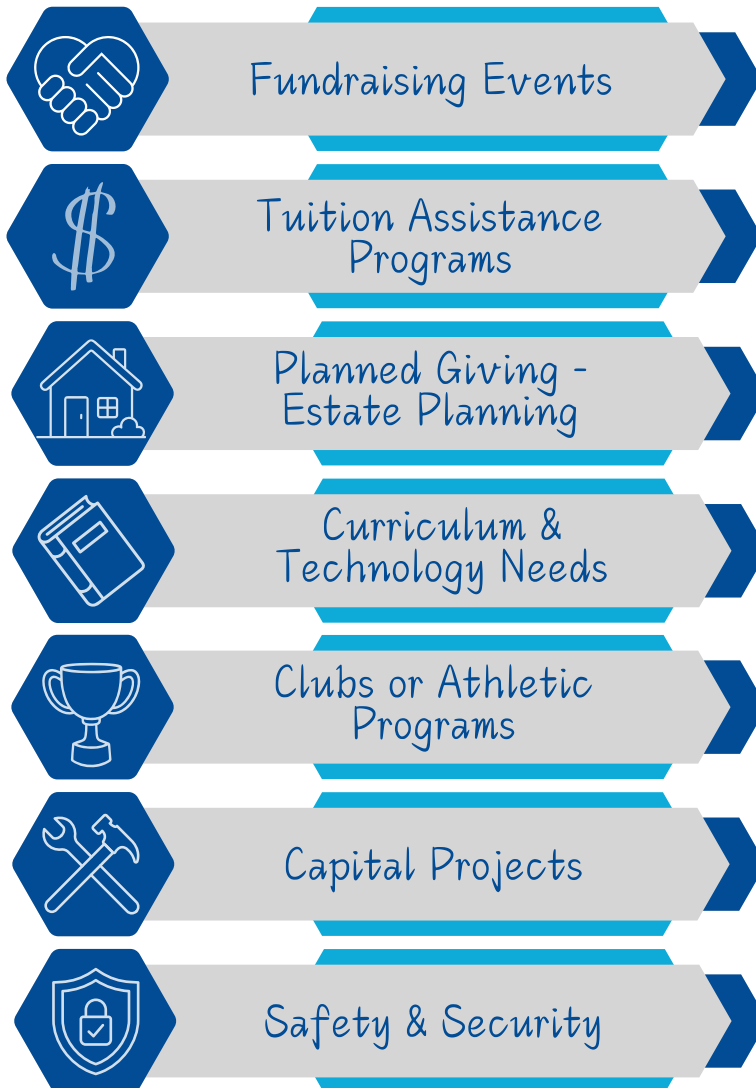 Fundraising Events
Tuition Assistance
Programs
Planned Giving -
Estate Planning
Curriculum &
Technology Needs
Clubs or Athletic
Programs
Capital Projects
Safety & Security